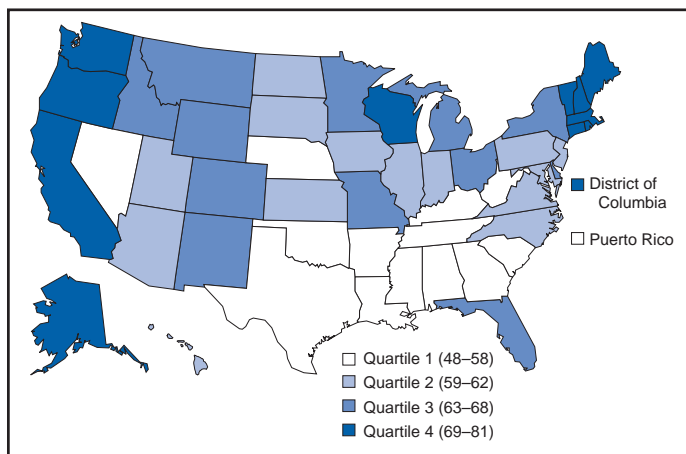 District of
Columbia
Puerto Rico
Quartile 1 (48–58)
Quartile 2 (59–62)
Quartile 3 (63–68)
Quartile 4 (69–81)